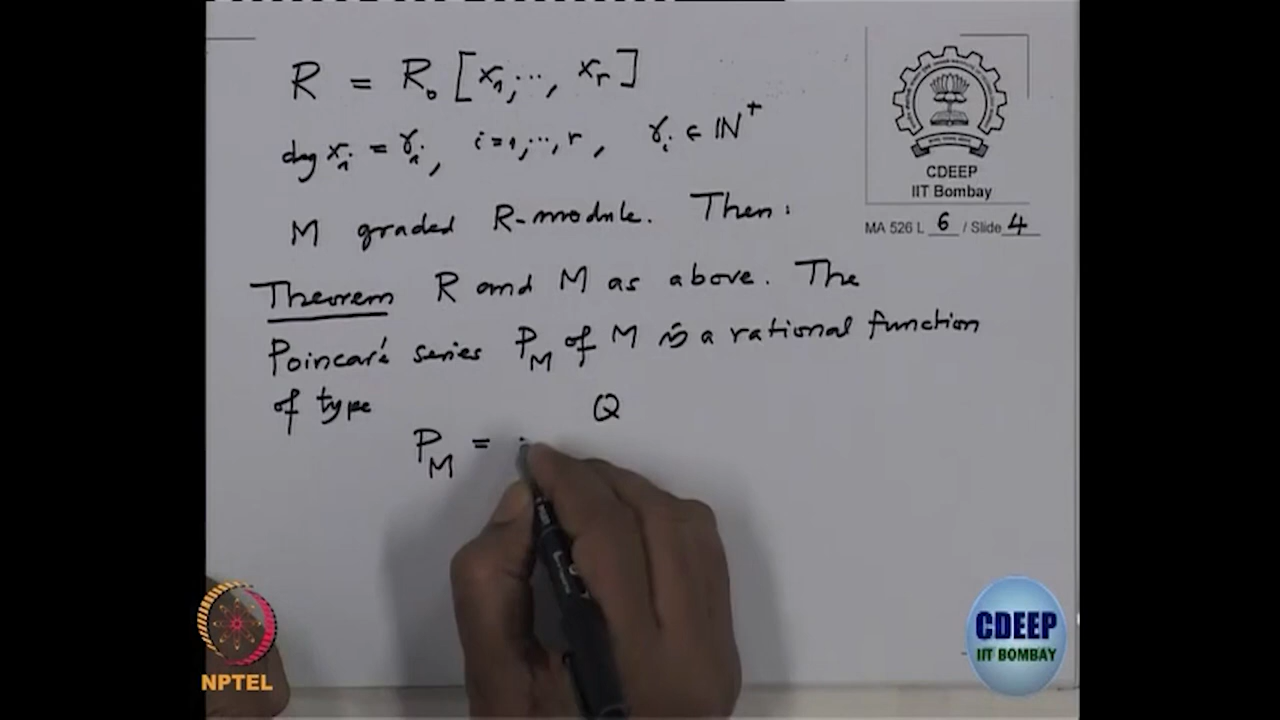 R = R₀ [x₁, ..., xᵣ]
deg xᵢ = γᵢ, i = 1, ..., r, γᵢ ∈ ℕ⁺
M graded R-module. Then:
Theorem R and M as above. The
Poincaré series P_M of M is a rational function
of type
Q
P_M =
CDEEP
IIT Bombay
MA 526 L 6 / Slide 4
NPTEL
CDEEP
IIT BOMBAY